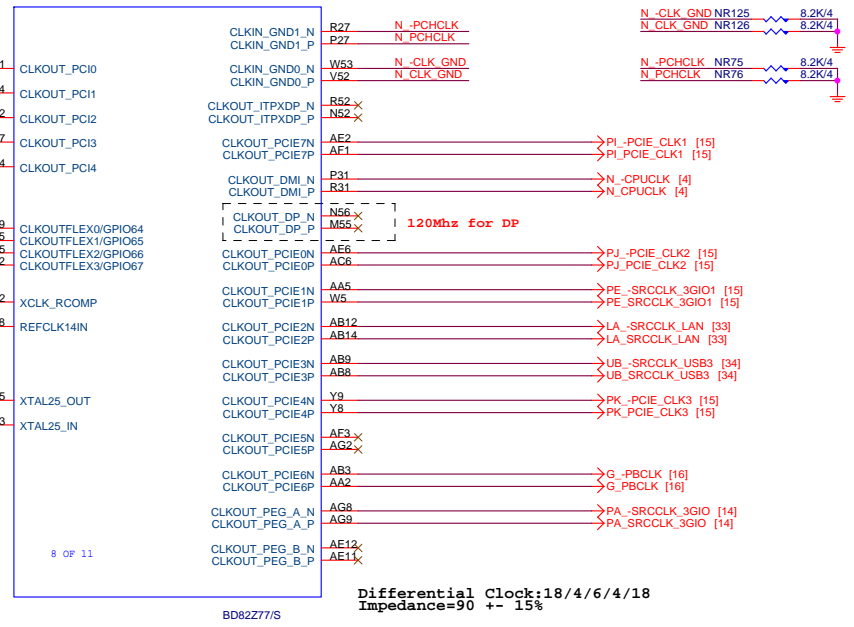 CLKIN_GND1_N R27 N_-PCHCLK
CLKIN_GND1_P P27 N_PCHCLK
N_-CLK_GND NR125 8.2K/4
N_CLK_GND NR126 8.2K/4
1 CLKOUT_PCI0
CLKIN_GND0_N W53 N_-CLK_GND
CLKIN_GND0_P V52 N_CLK_GND
N_-PCHCLK NR75 8.2K/4
N_PCHCLK NR76 8.2K/4
4 CLKOUT_PCI1
CLKOUT_ITPXDP_N R52
CLKOUT_ITPXDP_P N52
2 CLKOUT_PCI2
7 CLKOUT_PCI3
CLKOUT_PCIE7N AE2 PI_-PCIE_CLK1 [15]
CLKOUT_PCIE7P AF1 PI_PCIE_CLK1 [15]
4 CLKOUT_PCI4
CLKOUT_DMI_N P31 N_-CPUCLK [4]
CLKOUT_DMI_P R31 N_CPUCLK [4]
CLKOUT_DP_N N56
CLKOUT_DP_P M55
120Mhz for DP
9 CLKOUTFLEX0/GPIO64
5 CLKOUTFLEX1/GPIO65
5 CLKOUTFLEX2/GPIO66
2 CLKOUTFLEX3/GPIO67
CLKOUT_PCIE0N AE6 PJ_-PCIE_CLK2 [15]
CLKOUT_PCIE0P AC6 PJ_PCIE_CLK2 [15]
CLKOUT_PCIE1N AA5 PE_-SRCCLK_3GIO1 [15]
CLKOUT_PCIE1P W5 PE_SRCCLK_3GIO1 [15]
2 XCLK_RCOMP
8 REFCLK14IN
CLKOUT_PCIE2N AB12 LA_-SRCCLK_LAN [33]
CLKOUT_PCIE2P AB14 LA_SRCCLK_LAN [33]
CLKOUT_PCIE3N AB9 UB_-SRCCLK_USB3 [34]
CLKOUT_PCIE3P AB8 UB_SRCCLK_USB3 [34]
5 XTAL25_OUT
CLKOUT_PCIE4N Y9 PK_-PCIE_CLK3 [15]
CLKOUT_PCIE4P Y8 PK_PCIE_CLK3 [15]
3 XTAL25_IN
CLKOUT_PCIE5N AF3
CLKOUT_PCIE5P AG2
CLKOUT_PCIE6N AB3 G_-PBCLK [16]
CLKOUT_PCIE6P AA2 G_PBCLK [16]
CLKOUT_PEG_A_N AG8 PA_-SRCCLK_3GIO [14]
CLKOUT_PEG_A_P AG9 PA_SRCCLK_3GIO [14]
CLKOUT_PEG_B_N AE12
CLKOUT_PEG_B_P AE11
8 OF 11
Differential Clock:18/4/6/4/18
Impedance=90 +- 15%
BD82Z77/S